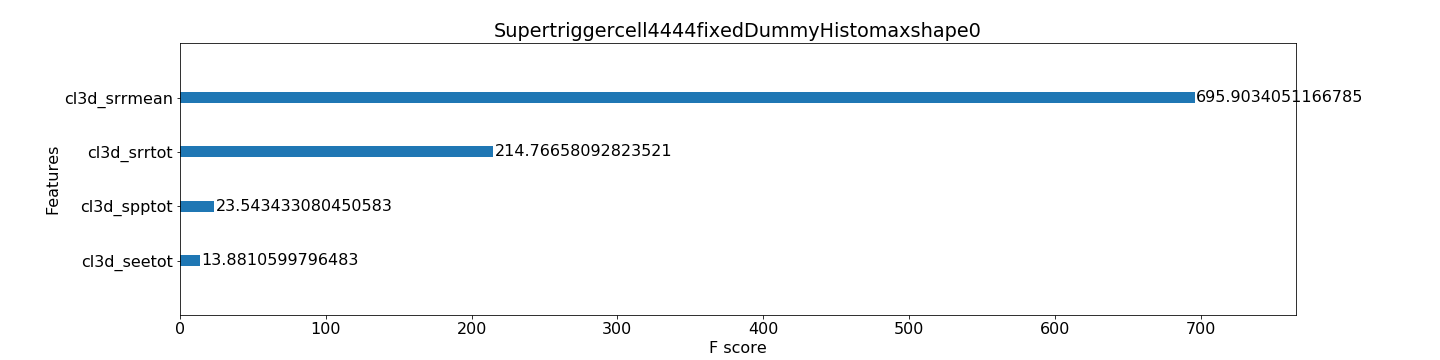 Supertriggercell4444fixedDummyHistomaxshape0
Features
cl3d_srrmean 695.9034051166785
cl3d_srrtot 214.76658092823521
cl3d_spptot 23.543433080450583
cl3d_seetot 13.8810599796483
0 100 200 300 400 500 600 700
F score